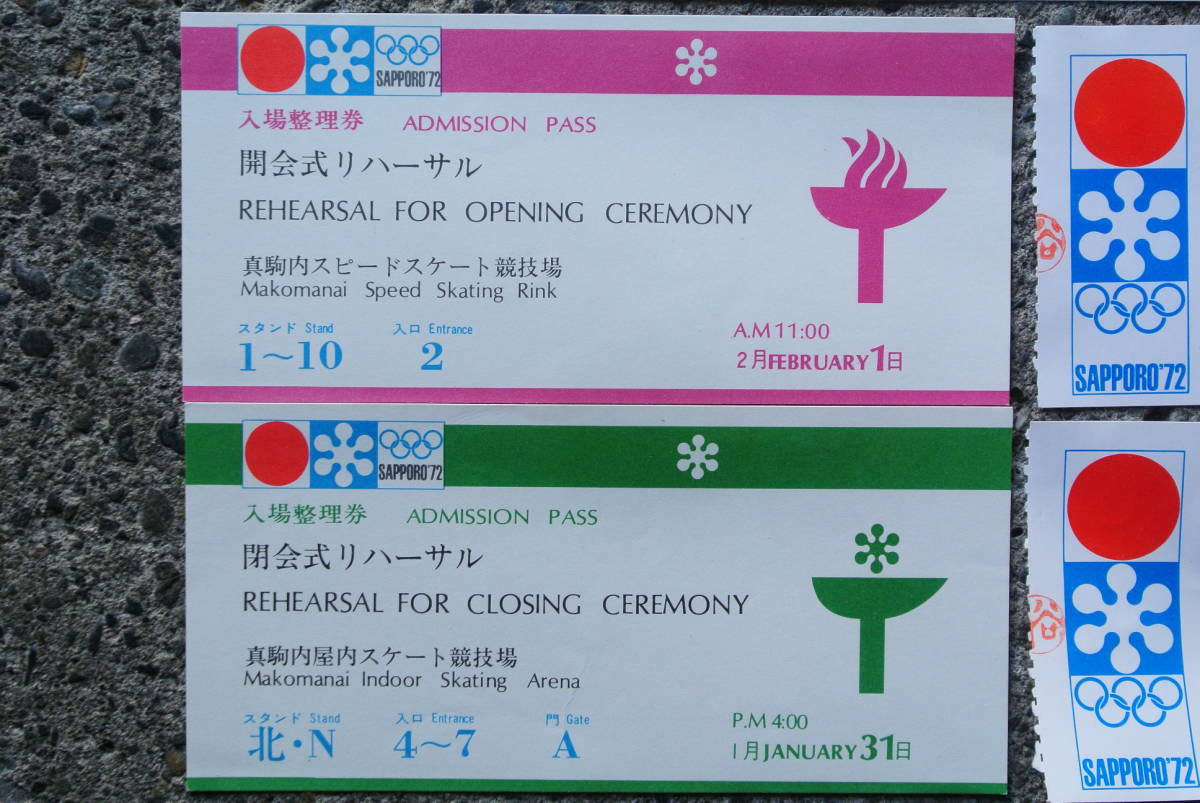 SAPPORO'72
入場整理券 ADMISSION PASS
開会式リハーサル
REHEARSAL FOR OPENING CEREMONY
真駒内スピードスケート競技場
Makomanai Speed Skating Rink
スタンド Stand 入口 Entrance
1〜10 2
A.M 11:00
2月FEBRUARY 1日
SAPPORO'72
入場整理券 ADMISSION PASS
閉会式リハーサル
REHEARSAL FOR CLOSING CEREMONY
真駒内屋内スケート競技場
Makomanai Indoor Skating Arena
スタンド Stand 入口 Entrance 門 Gate
北・N 4〜7 A
P.M 4:00
1月JANUARY 31日
SAPPORO'72
SAPPORO'72